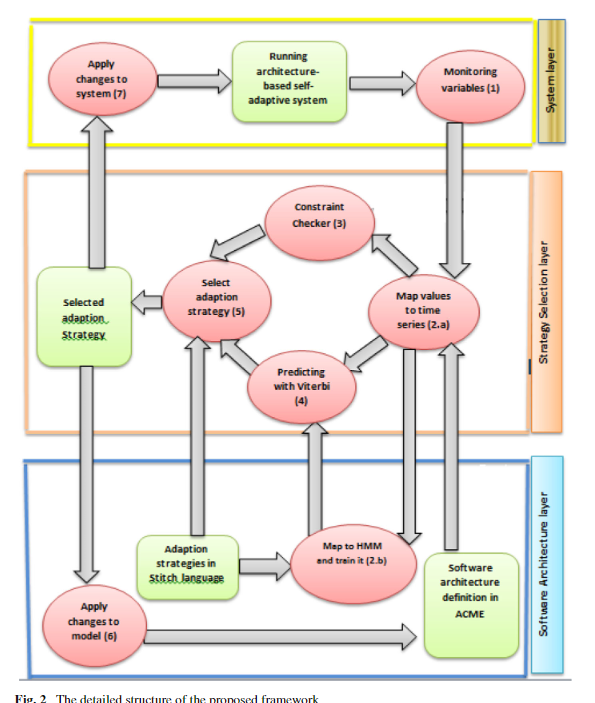 Apply
changes to
system (7)
Running
architecture-
based self-
adaptive system
Monitoring
variables (1)
System layer
Constraint
Checker (3)
Select
adaption
strategy (5)
Map values
to time
series (2.a)
Selected
adaption
Strategy
Predicting
with Viterbi
(4)
Strategy Selection layer
Adaption
strategies in
Stitch language
Map to HMM
and train it (2.b)
Software
architecture
definition in
ACME
Apply
changes to
model (6)
Software Architecture layer
Fig. 2 The detailed structure of the proposed framework